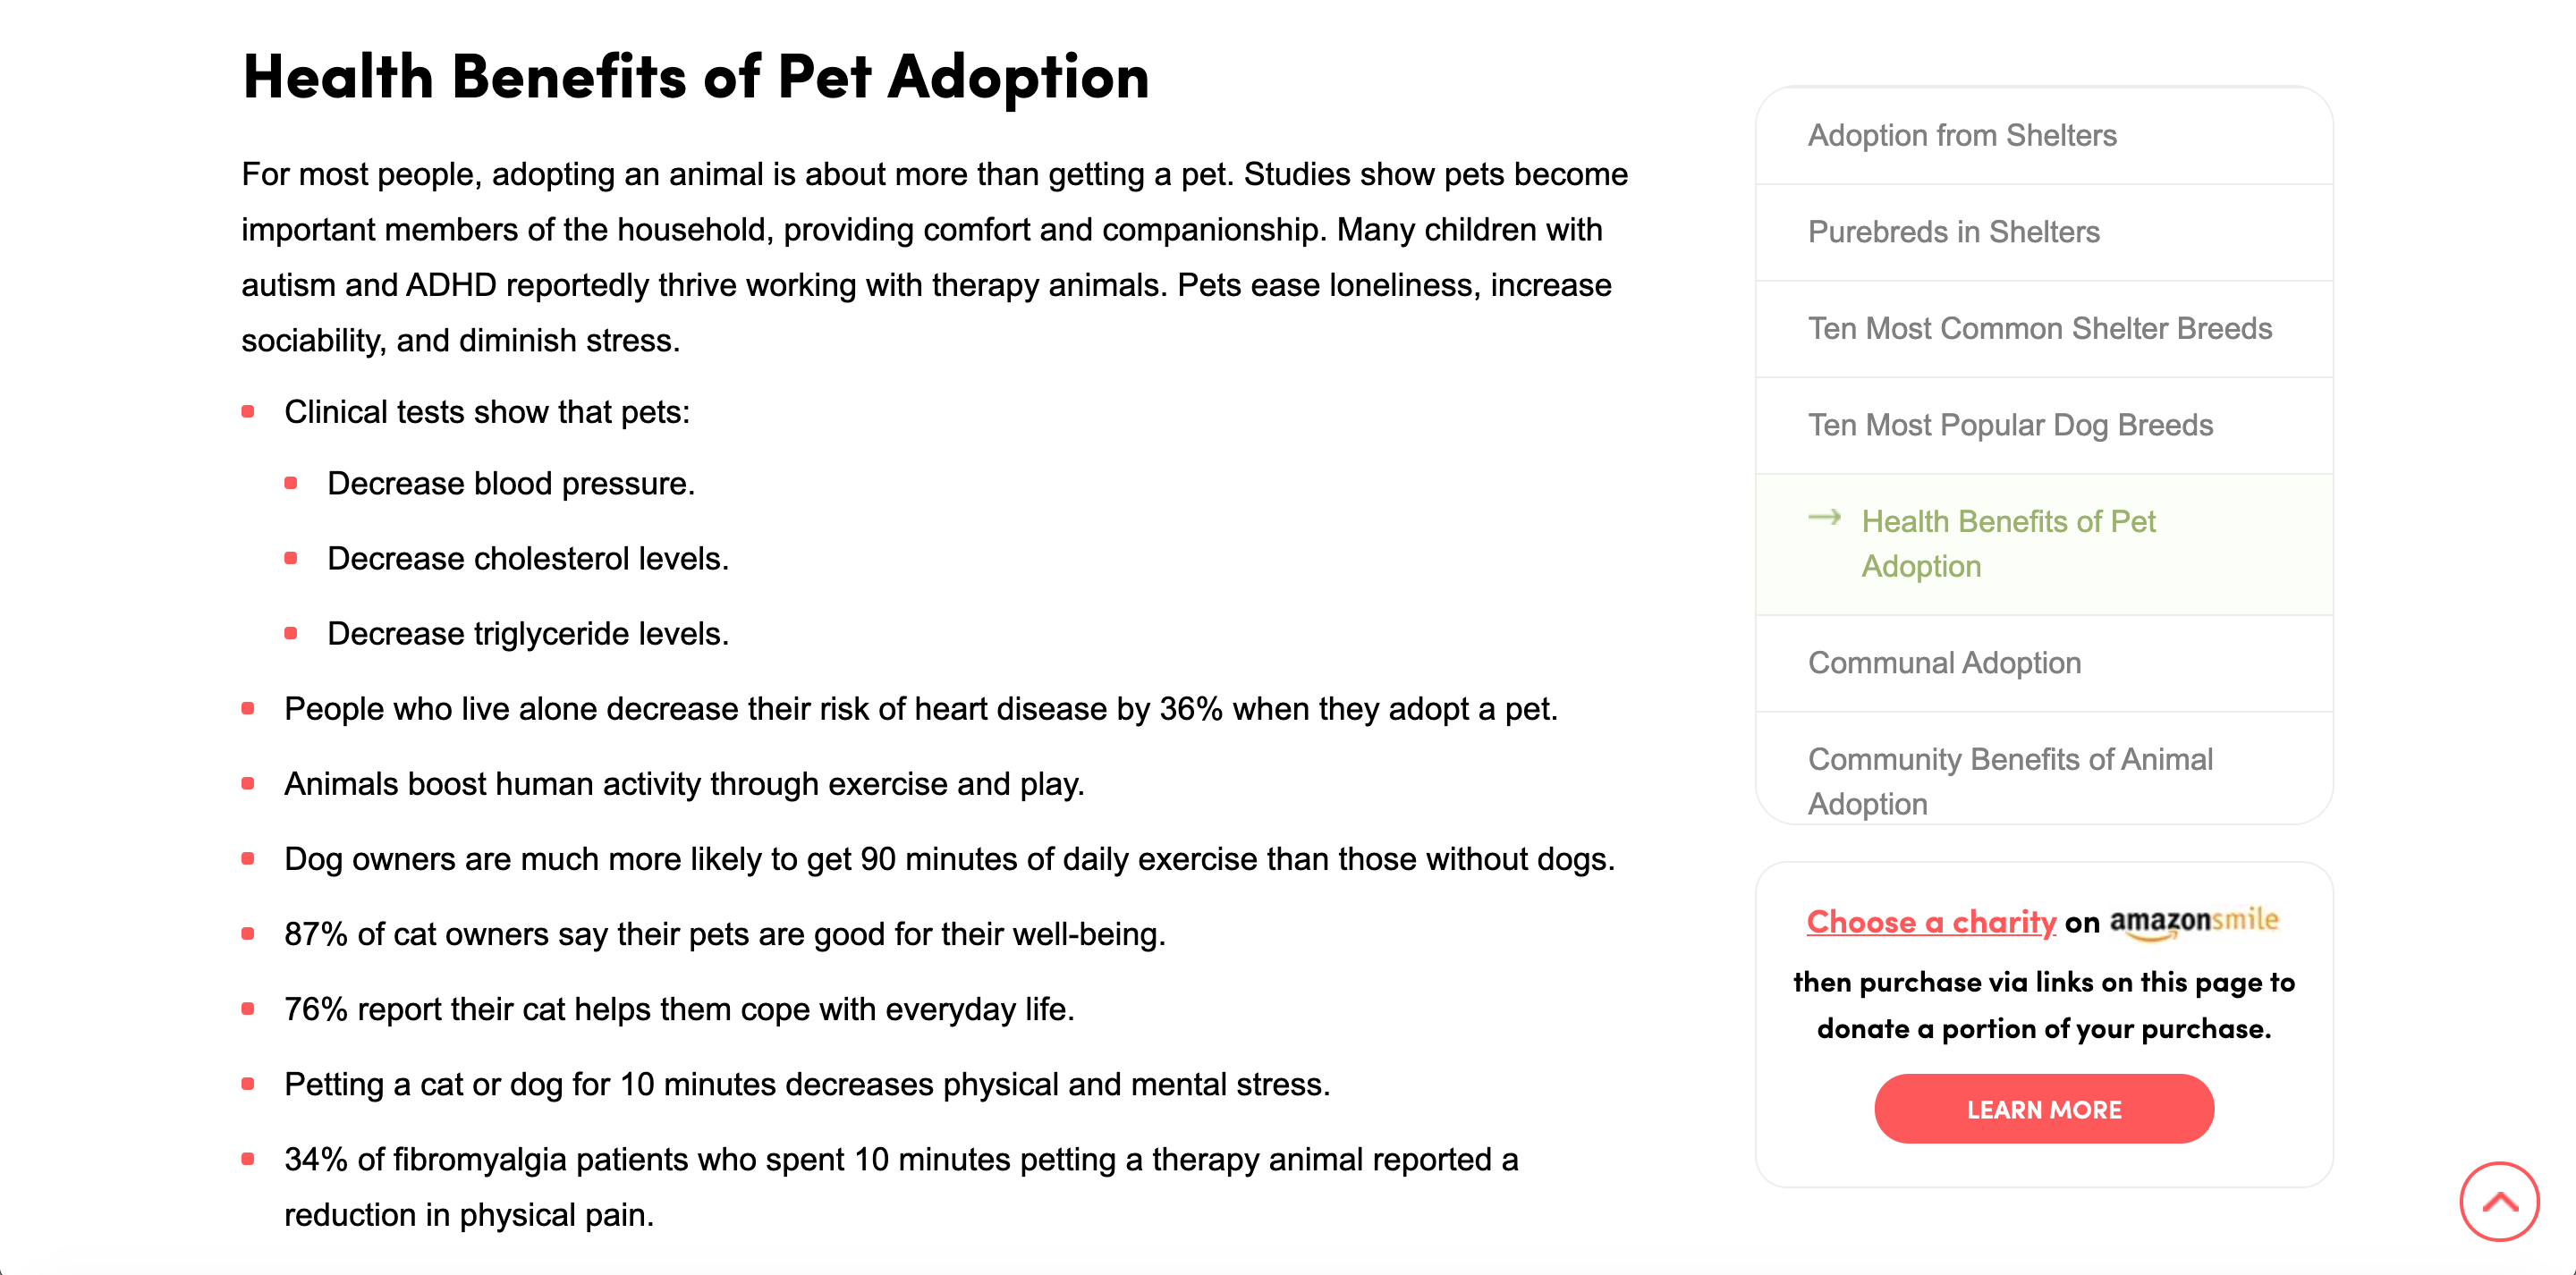 Health Benefits of Pet Adoption
For most people, adopting an animal is about more than getting a pet. Studies show pets become
important members of the household, providing comfort and companionship. Many children with
autism and ADHD reportedly thrive working with therapy animals. Pets ease loneliness, increase
sociability, and diminish stress.
Clinical tests show that pets:
Decrease blood pressure.
Decrease cholesterol levels.
Decrease triglyceride levels.
People who live alone decrease their risk of heart disease by 36% when they adopt a pet.
Animals boost human activity through exercise and play.
Dog owners are much more likely to get 90 minutes of daily exercise than those without dogs.
87% of cat owners say their pets are good for their well-being.
76% report their cat helps them cope with everyday life.
Petting a cat or dog for 10 minutes decreases physical and mental stress.
34% of fibromyalgia patients who spent 10 minutes petting a therapy animal reported a
reduction in physical pain.
Adoption from Shelters
Purebreds in Shelters
Ten Most Common Shelter Breeds
Ten Most Popular Dog Breeds
Health Benefits of Pet
Adoption
Communal Adoption
Community Benefits of Animal
Adoption
Choose a charity on amazonsmile
then purchase via links on this page to
donate a portion of your purchase.
LEARN MORE